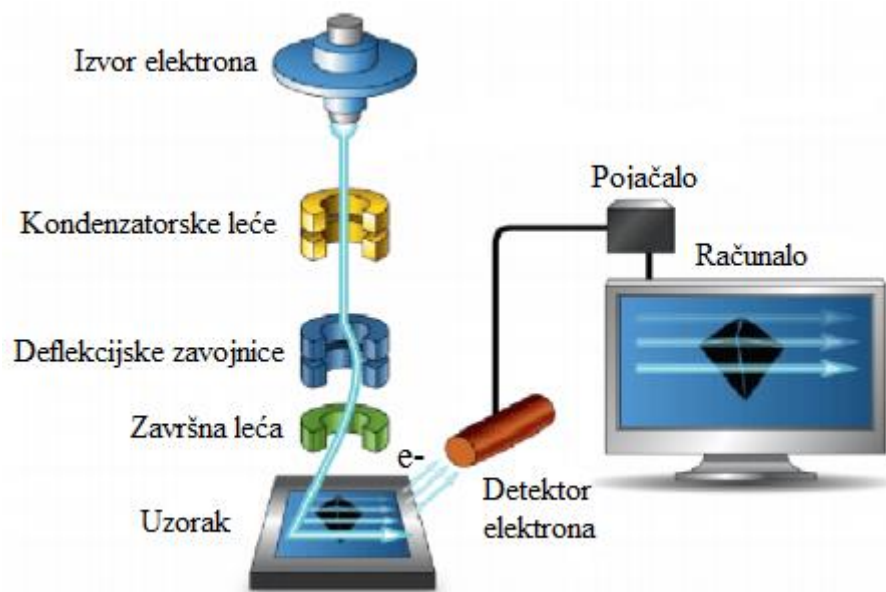 Izvor elektrona
Pojačalo
Kondenzatorske leće
Računalo
Deflekcijske zavojnice
Završna leća
e-
Detektor
elektrona
Uzorak